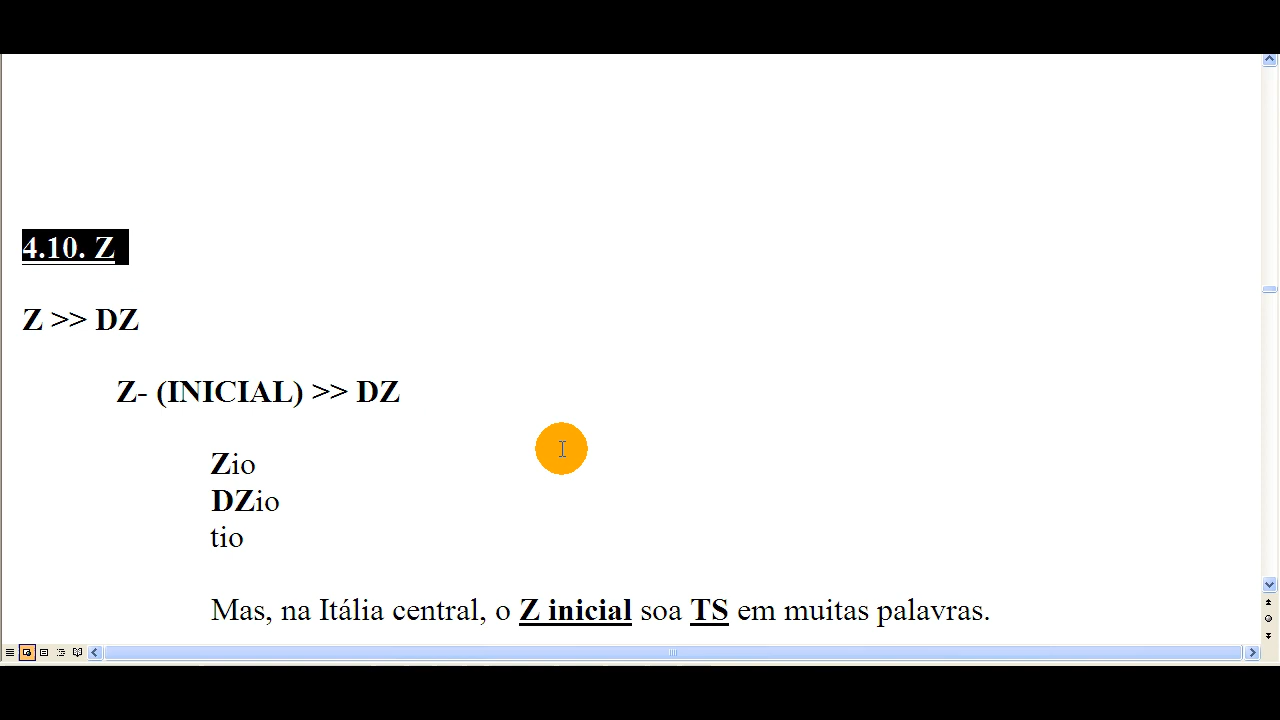 4.10. Z
Z >> DZ
Z- (INICIAL) >> DZ
Zio
DZio
tio
Mas, na Itália central, o Z inicial soa TS em muitas palavras.